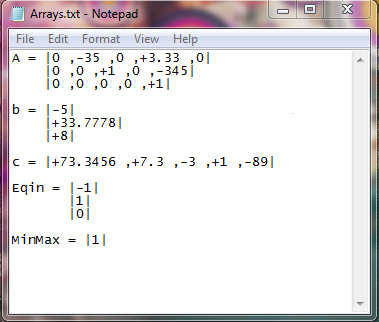 Arrays.txt - Notepad
File Edit Format View Help
A = |0 ,-35 ,0 ,+3.33 ,0|
|0 ,0 ,+1 ,0 ,-345|
|0 ,0 ,0 ,0 ,+1|
b = |-5|
|+33.7778|
|+8|
c = |+73.3456 ,+7.3 ,-3 ,+1 ,-89|
Eqin = |-1|
|1|
|0|
MinMax = |1|